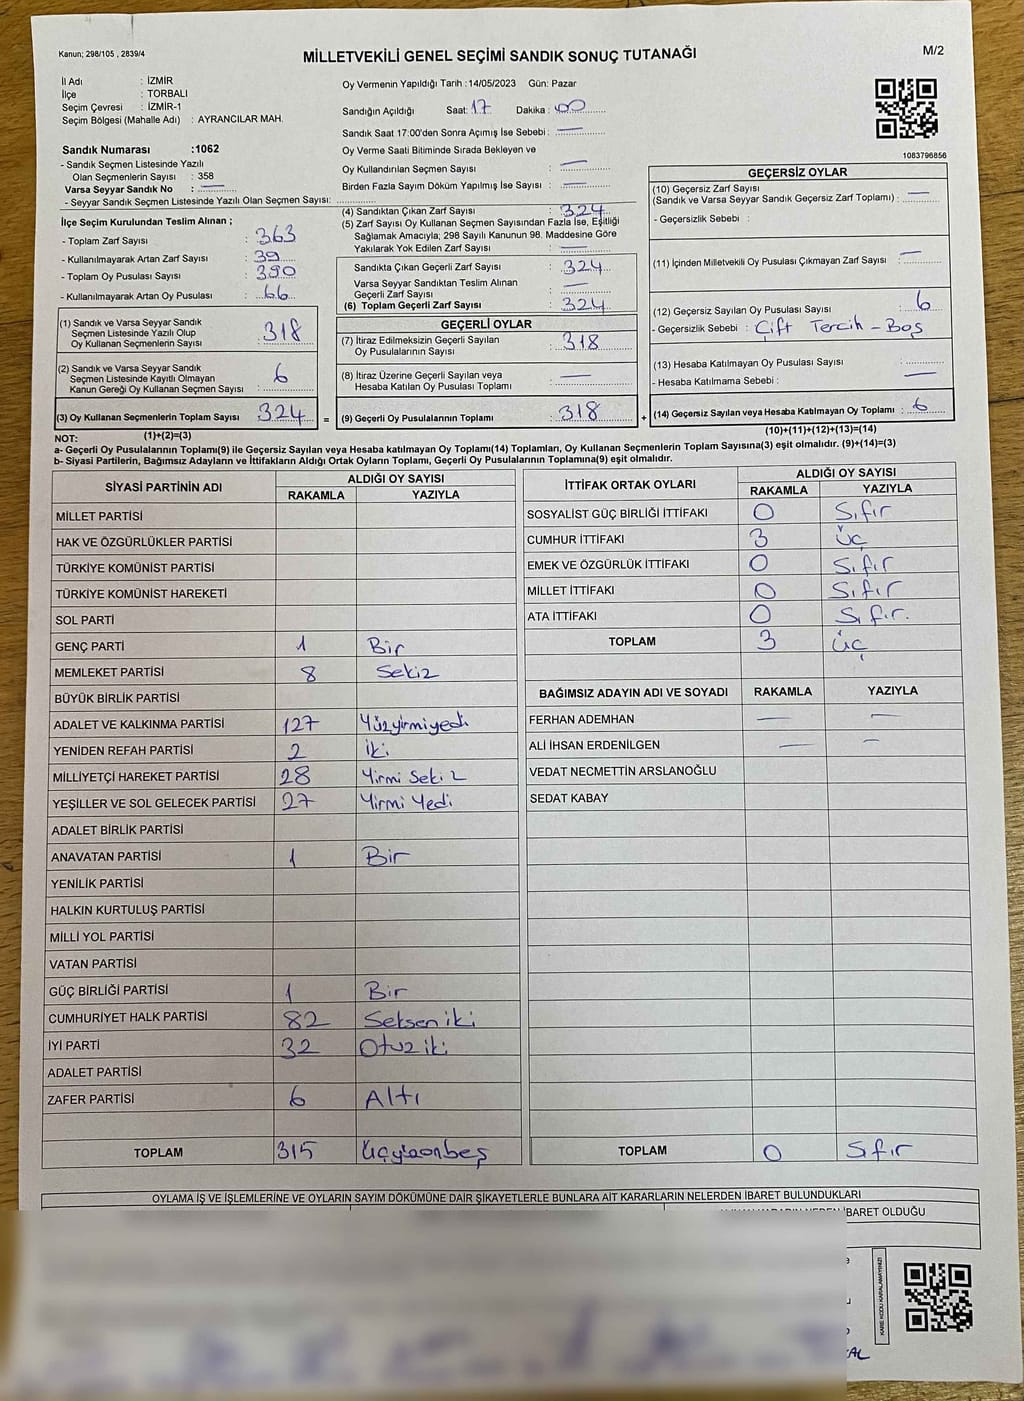 Kanun; 298/105 , 2839/4
MİLLETVEKİLİ GENEL SEÇİMİ SANDIK SONUÇ TUTANAĞI
M/2
İl Adı : İZMİR
İlçe : TORBALI
Seçim Çevresi : İZMİR-1
Seçim Bölgesi (Mahalle Adı) : AYRANCILAR MAH.
Sandık Numarası :1062
- Sandık Seçmen Listesinde Yazılı
Olan Seçmenlerin Sayısı : 358
Varsa Seyyar Sandık No : —
- Seyyar Sandık Seçmen Listesinde Yazılı Olan Seçmen Sayısı:
Oy Vermenin Yapıldığı Tarih :14/05/2023 Gün: Pazar
Sandığın Açıldığı Saat: 17 Dakika : 00
Sandık Saat 17:00'den Sonra Açımış İse Sebebi : —
Oy Verme Saati Bitiminde Sırada Bekleyen ve
Oy Kullandırılan Seçmen Sayısı : —
Birden Fazla Sayım Döküm Yapılmış İse Sayısı : —
1083796856
İlçe Seçim Kurulundan Teslim Alınan ;
- Toplam Zarf Sayısı : 363
- Kullanılmayarak Artan Zarf Sayısı : 39
- Toplam Oy Pusulası Sayısı : 390
- Kullanılmayarak Artan Oy Pusulası : 66
(1) Sandık ve Varsa Seyyar Sandık
Seçmen Listesinde Yazılı Olup
Oy Kullanan Seçmenlerin Sayısı : 318
(2) Sandık ve Varsa Seyyar Sandık
Seçmen Listesinde Kayıtlı Olmayan
Kanun Gereği Oy Kullanan Seçmen Sayısı : 6
(3) Oy Kullanan Seçmenlerin Toplam Sayısı : 324
(1)+(2)=(3)
(4) Sandıktan Çıkan Zarf Sayısı : 324
(5) Zarf Sayısı Oy Kullanan Seçmen Sayısından Fazla İse, Eşitliği
Sağlamak Amacıyla; 298 Sayılı Kanunun 98. Maddesine Göre
Yakılarak Yok Edilen Zarf Sayısı : —
Sandıkta Çıkan Geçerli Zarf Sayısı : 324
Varsa Seyyar Sandıktan Teslim Alınan
Geçerli Zarf Sayısı : —
(6) Toplam Geçerli Zarf Sayısı : 324
GEÇERLİ OYLAR
(7) İtiraz Edilmeksizin Geçerli Sayılan
Oy Pusulalarının Sayısı : 318
(8) İtiraz Üzerine Geçerli Sayılan veya
Hesaba Katılan Oy Pusulası Toplamı : —
= (9) Geçerli Oy Pusulalarının Toplamı : 318 +
GEÇERSİZ OYLAR
(10) Geçersiz Zarf Sayısı
(Sandık ve Varsa Seyyar Sandık Geçersiz Zarf Toplamı) : —
- Geçersizlik Sebebi :
(11) İçinden Milletvekili Oy Pusulası Çıkmayan Zarf Sayısı : —
(12) Geçersiz Sayılan Oy Pusulası Sayısı : 6
- Geçersizlik Sebebi : Çift Tercih - Boş
(13) Hesaba Katılmayan Oy Pusulası Sayısı : —
- Hesaba Katılmama Sebebi : —
(14) Geçersiz Sayılan veya Hesaba Katılmayan Oy Toplamı : 6
(10)+(11)+(12)+(13)=(14)
NOT:
a- Geçerli Oy Pusulasının Toplamı(9) ile Geçersiz Sayılan veya Hesaba katılmayan Oy Toplamı(14) Toplamları, Oy Kullanan Seçmenlerin Toplam Sayısına(3) eşit olmalıdır. (9)+(14)=(3)
b- Siyasi Partilerin, Bağımsız Adayların ve İttifakların Aldığı Ortak Oyların Toplamı, Geçerli Oy Pusulalarının Toplamına(9) eşit olmalıdır.
SİYASİ PARTİNİN ADI ALDIĞI OY SAYISI
RAKAMLA YAZIYLA
MİLLET PARTİSİ
HAK VE ÖZGÜRLÜKLER PARTİSİ
TÜRKİYE KOMÜNİST PARTİSİ
TÜRKİYE KOMÜNİST HAREKETİ
SOL PARTİ
GENÇ PARTİ 1 Bir
MEMLEKET PARTİSİ 8 Sekiz
BÜYÜK BİRLİK PARTİSİ
ADALET VE KALKINMA PARTİSİ 127 Yüzyirmiyedi
YENİDEN REFAH PARTİSİ 2 iki
MİLLİYETÇİ HAREKET PARTİSİ 28 Yirmi Sekiz
YEŞİLLER VE SOL GELECEK PARTİSİ 27 Yirmi Yedi
ADALET BİRLİK PARTİSİ
ANAVATAN PARTİSİ 1 Bir
YENİLİK PARTİSİ
HALKIN KURTULUŞ PARTİSİ
MİLLİ YOL PARTİSİ
VATAN PARTİSİ
GÜÇ BİRLİĞİ PARTİSİ 1 Bir
CUMHURİYET HALK PARTİSİ 82 Seksen iki
İYİ PARTİ 32 Otuz iki
ADALET PARTİSİ
ZAFER PARTİSİ 6 Altı
TOPLAM 315 Üçyüzonbeş
İTTİFAK ORTAK OYLARI ALDIĞI OY SAYISI
RAKAMLA YAZIYLA
SOSYALİST GÜÇ BİRLİĞİ İTTİFAKI 0 Sıfır
CUMHUR İTTİFAKI 3 Üç
EMEK VE ÖZGÜRLÜK İTTİFAKI 0 Sıfır
MİLLET İTTİFAKI 0 Sıfır
ATA İTTİFAKI 0 Sıfır.
TOPLAM 3 Üç
BAĞIMSIZ ADAYIN ADI VE SOYADI RAKAMLA YAZIYLA
FERHAN ADEMHAN — —
ALİ İHSAN ERDENİLGEN — —
VEDAT NECMETTİN ARSLANOĞLU
SEDAT KABAY
TOPLAM 0 Sıfır
OYLAMA İŞ VE İŞLEMLERİNE VE OYLARIN SAYIM DÖKÜMÜNE DAİR ŞİKAYETLERLE BUNLARA AİT KARARLARIN NELERDEN İBARET BULUNDUKLARI
İBARET OLDUĞU
KARE KODU KARALAMAYINIZ!